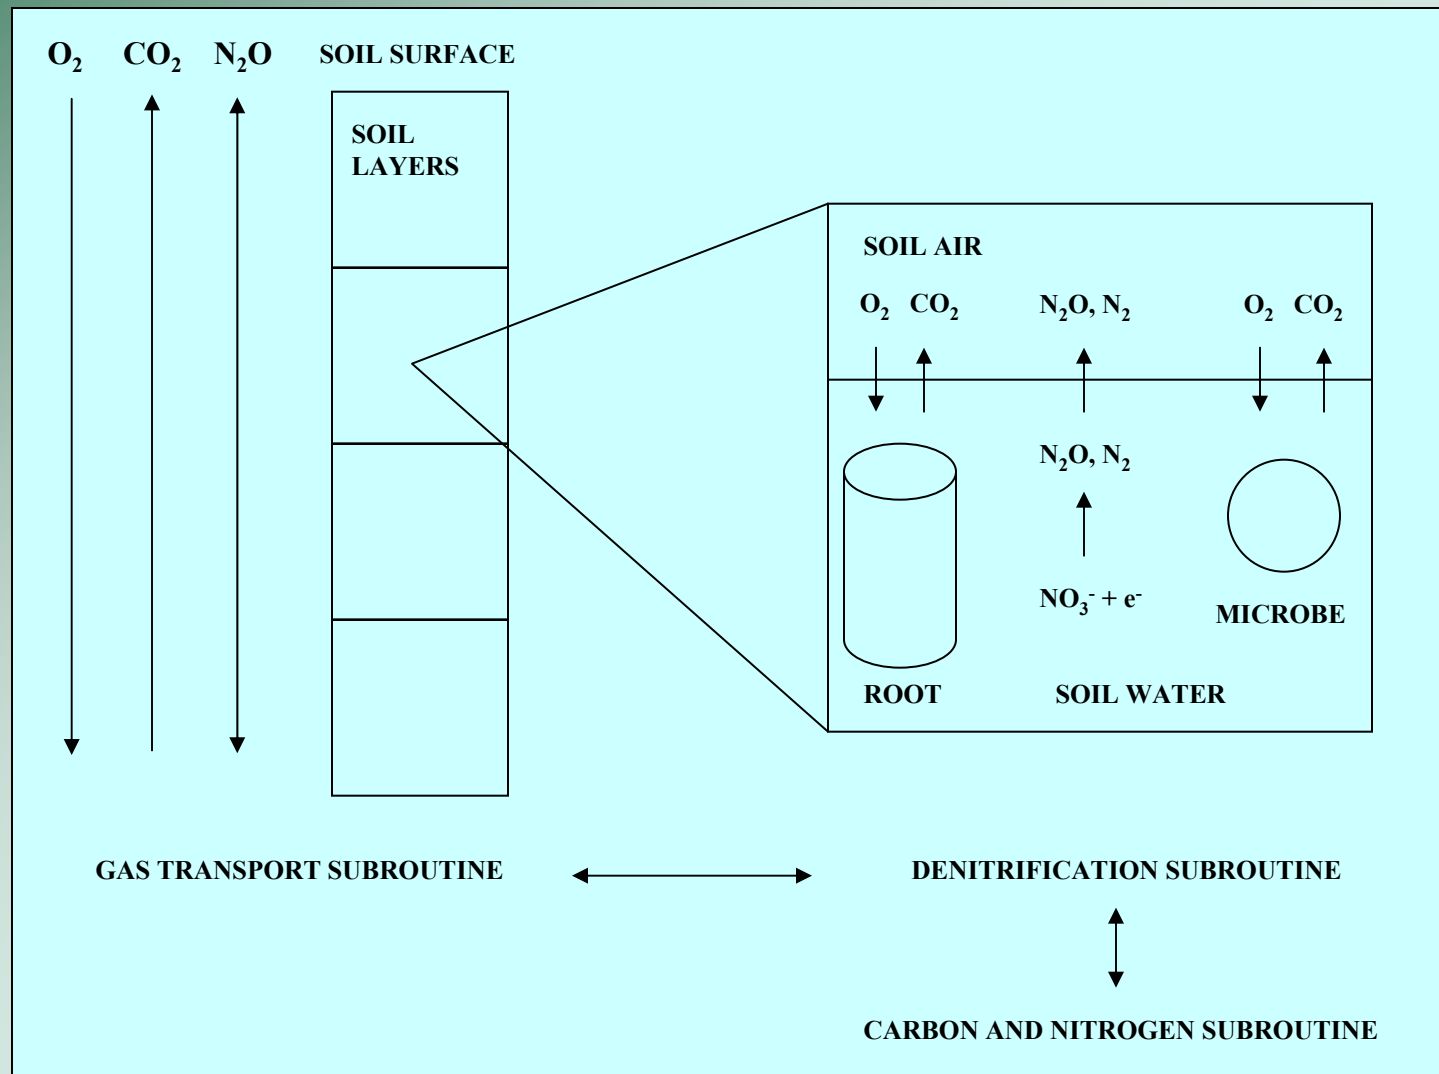 O₂ CO₂ N₂O SOIL SURFACE
SOIL
LAYERS
SOIL AIR
O₂ CO₂ N₂O, N₂ O₂ CO₂
N₂O, N₂
NO₃⁻ + e⁻
MICROBE
ROOT SOIL WATER
GAS TRANSPORT SUBROUTINE DENITRIFICATION SUBROUTINE
CARBON AND NITROGEN SUBROUTINE